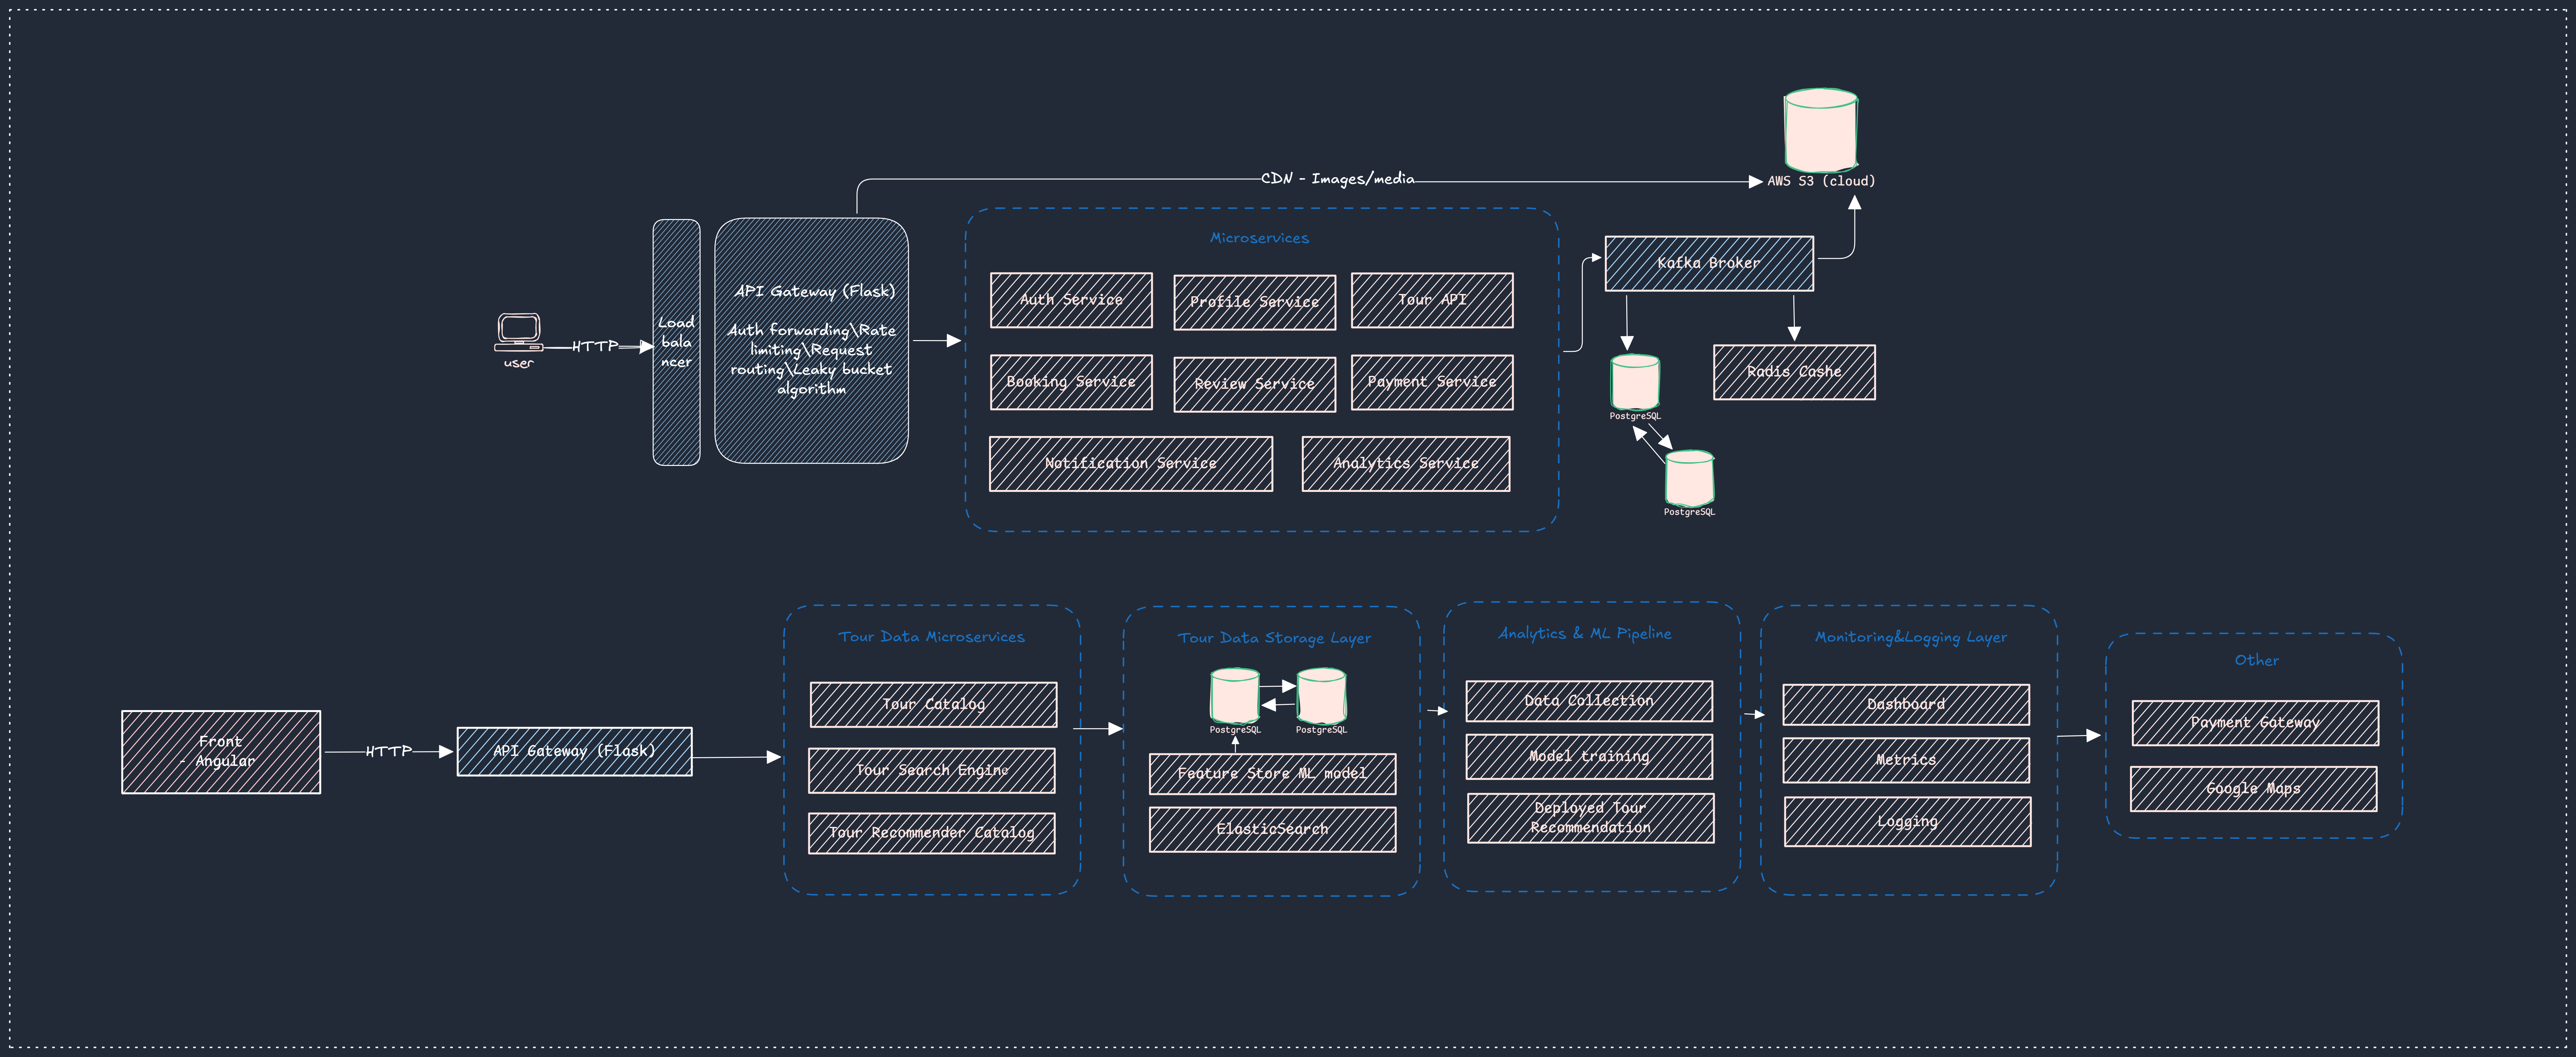 CDN - Images/media
AWS S3 (cloud)
Microservices
Kafka Broker
API Gateway (Flask)
Auth forwarding\Rate
limiting\Request
routing\Leaky bucket
algorithm
Load
bala
ncer
HTTP
user
Auth Service
Profile Service
Tour API
Booking Service
Review Service
Payment Service
Notification Service
Analytics Service
Radis Cashe
PostgreSQL
PostgreSQL
Front
- Angular
HTTP
API Gateway (Flask)
Tour Data Microservices
Tour Catalog
Tour Search Engine
Tour Recommender Catalog
Tour Data Storage Layer
PostgreSQL
PostgreSQL
Feature Store ML model
ElasticSearch
Analytics & ML Pipeline
Data Collection
Model training
Deployed Tour
Recommendation
Monitoring&Logging Layer
Dashboard
Metrics
Logging
Other
Payment Gateway
Google Maps